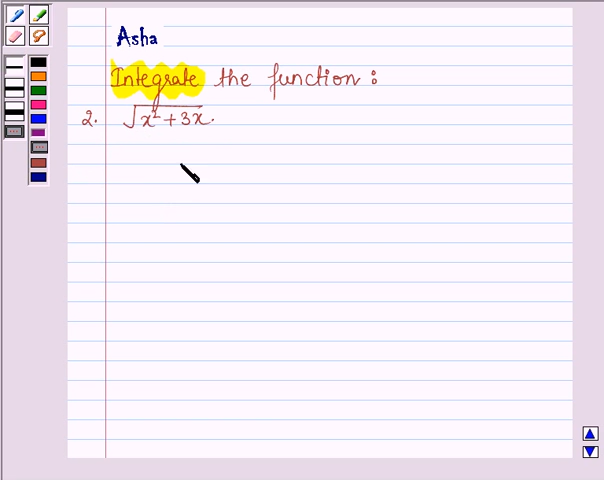 Asha
Integrate the function :
2. √x²+3x.